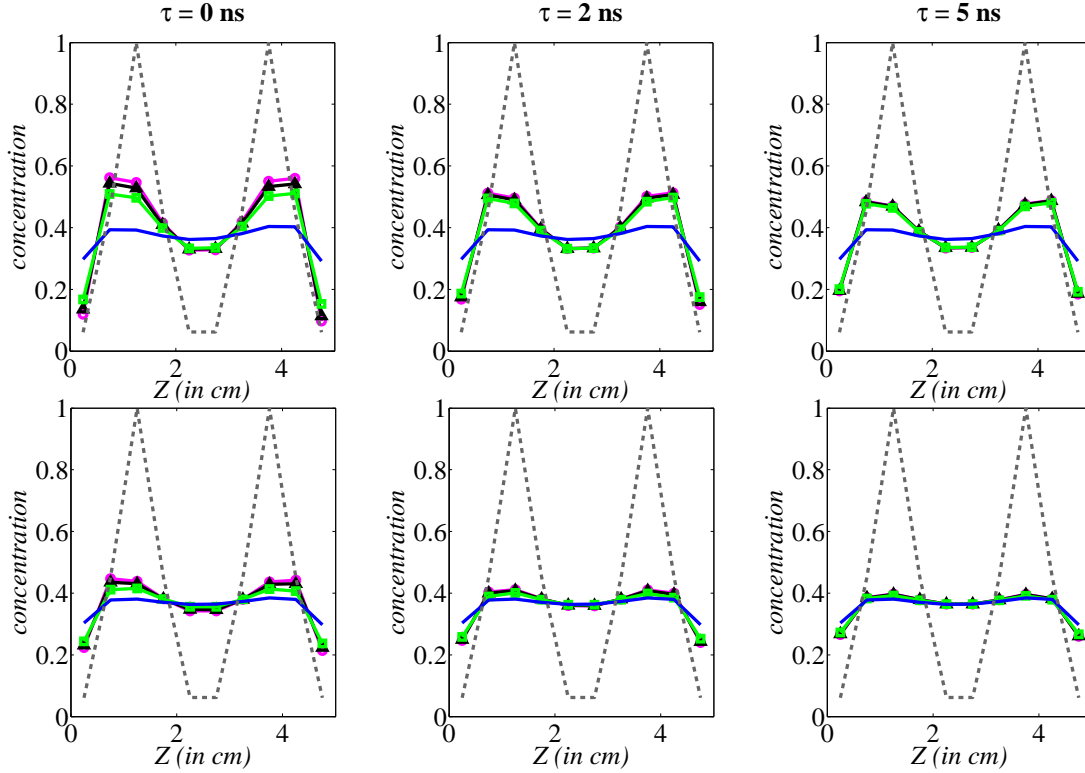 τ = 0 ns
τ = 2 ns
τ = 5 ns
concentration
1
0.8
0.6
0.4
0.2
0
0 2 4
Z (in cm)
concentration
1
0.8
0.6
0.4
0.2
0
0 2 4
Z (in cm)
concentration
1
0.8
0.6
0.4
0.2
0
0 2 4
Z (in cm)
concentration
1
0.8
0.6
0.4
0.2
0
0 2 4
Z (in cm)
concentration
1
0.8
0.6
0.4
0.2
0
0 2 4
Z (in cm)
concentration
1
0.8
0.6
0.4
0.2
0
0 2 4
Z (in cm)